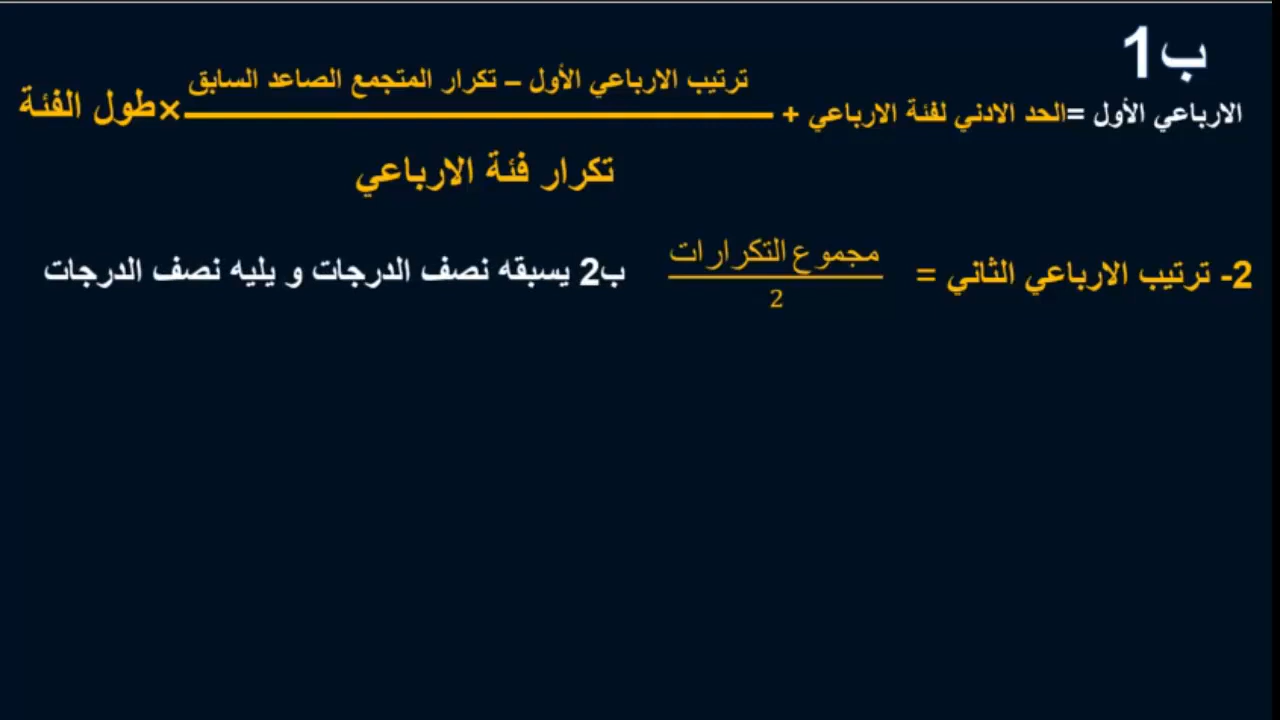 ب1
ترتيب الارباعي الأول – تكرار المتجمع الصاعد السابق
الارباعي الأول =الحد الادني لفئة الارباعي + ×طول الفئة
تكرار فئة الارباعي
مجموع التكرارات
2- ترتيب الارباعي الثاني = ب2 يسبقه نصف الدرجات و يليه نصف الدرجات
2